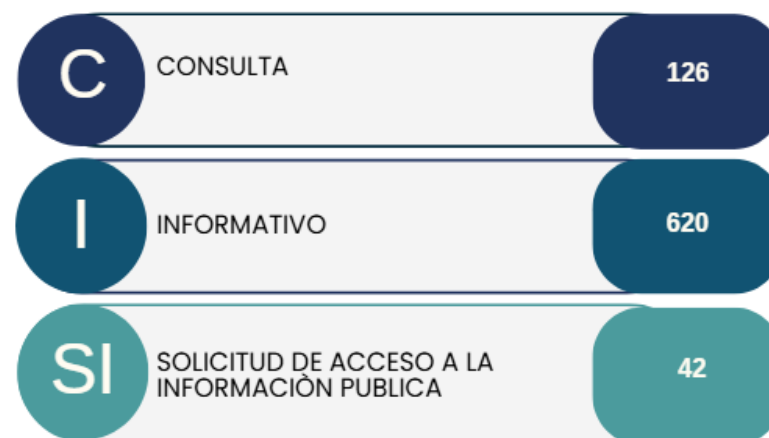 C
CONSULTA
126
I
INFORMATIVO
620
SI
SOLICITUD DE ACCESO A LA
INFORMACIÒN PUBLICA
42